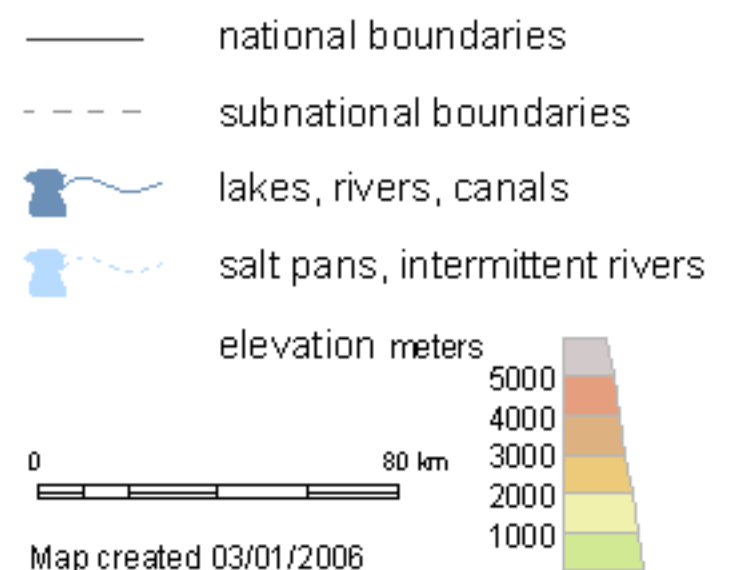 national boundaries
subnational boundaries
lakes, rivers, canals
salt pans, intermittent rivers
elevation meters
5000
4000
3000
2000
1000
0 80 km
Map created 03/01/2006